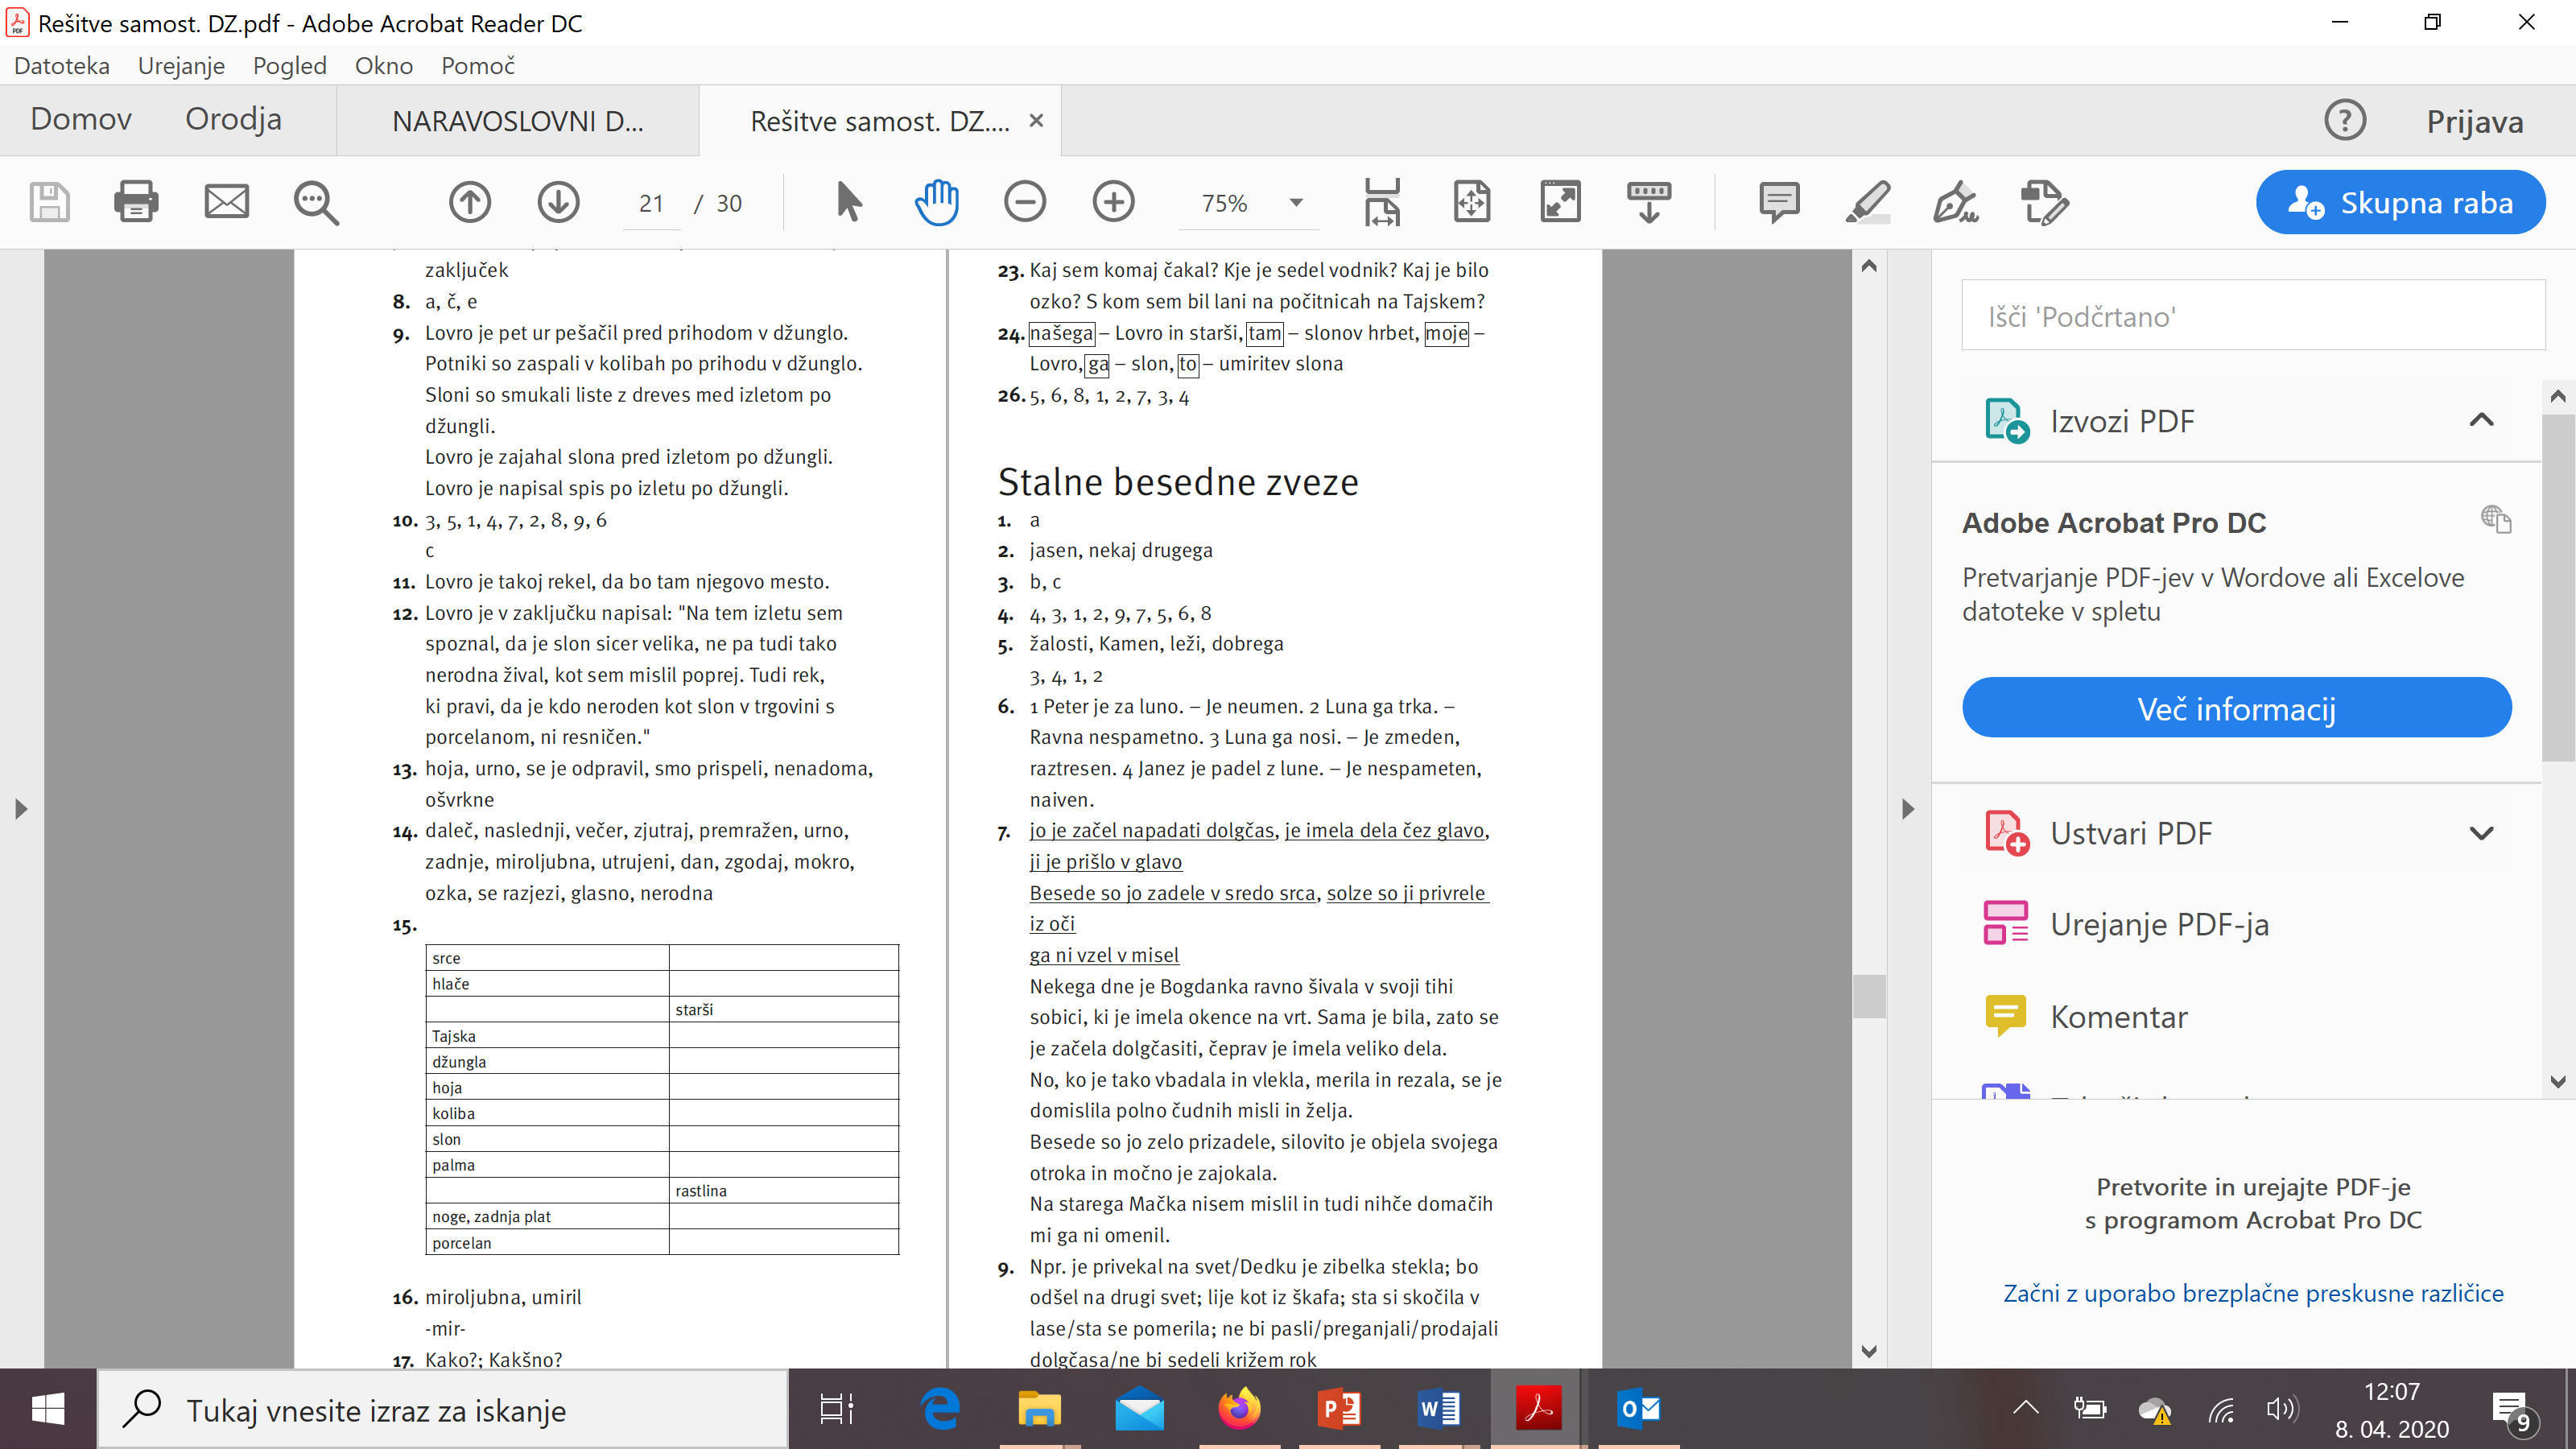 Rešitve samost. DZ.pdf - Adobe Acrobat Reader DC
Datoteka Urejanje Pogled Okno Pomoč
Domov Orodja NARAVOSLOVNI D... Rešitve samost. DZ.... Prijava
21 / 30 75% Skupna raba
zaključek
8. a, č, e
9. Lovro je pet ur pešačil pred prihodom v džunglo.
Potniki so zaspali v kolibah po prihodu v džunglo.
Sloni so smukali liste z dreves med izletom po
džungli.
Lovro je zajahal slona pred izletom po džungli.
Lovro je napisal spis po izletu po džungli.
10. 3, 5, 1, 4, 7, 2, 8, 9, 6
c
11. Lovro je takoj rekel, da bo tam njegovo mesto.
12. Lovro je v zaključku napisal: "Na tem izletu sem
spoznal, da je slon sicer velika, ne pa tudi tako
nerodna žival, kot sem mislil poprej. Tudi rek,
ki pravi, da je kdo neroden kot slon v trgovini s
porcelanom, ni resničen."
13. hoja, urno, se je odpravil, smo prispeli, nenadoma,
ošvrkne
14. daleč, naslednji, večer, zjutraj, premražen, urno,
zadnje, miroljubna, utrujeni, dan, zgodaj, mokro,
ozka, se razjezi, glasno, nerodna
15.
srce
hlače
starši
Tajska
džungla
hoja
koliba
slon
palma
rastlina
noge, zadnja plat
porcelan
16. miroljubna, umiril
-mir-
17. Kako?; Kakšno?
23. Kaj sem komaj čakal? Kje je sedel vodnik? Kaj je bilo
ozko? S kom sem bil lani na počitnicah na Tajskem?
24. našega – Lovro in starši, tam – slonov hrbet, moje –
Lovro, ga – slon, to – umiritev slona
26. 5, 6, 8, 1, 2, 7, 3, 4
Stalne besedne zveze
1. a
2. jasen, nekaj drugega
3. b, c
4. 4, 3, 1, 2, 9, 7, 5, 6, 8
5. žalosti, Kamen, leži, dobrega
3, 4, 1, 2
6. 1 Peter je za luno. – Je neumen. 2 Luna ga trka. –
Ravna nespametno. 3 Luna ga nosi. – Je zmeden,
raztresen. 4 Janez je padel z lune. – Je nespameten,
naiven.
7. jo je začel napadati dolgčas, je imela dela čez glavo,
ji je prišlo v glavo
Besede so jo zadele v sredo srca, solze so ji privrele
iz oči
ga ni vzel v misel
Nekega dne je Bogdanka ravno šivala v svoji tihi
sobici, ki je imela okence na vrt. Sama je bila, zato se
je začela dolgčasiti, čeprav je imela veliko dela.
No, ko je tako vbadala in vlekla, merila in rezala, se je
domislila polno čudnih misli in želja.
Besede so jo zelo prizadele, silovito je objela svojega
otroka in močno je zajokala.
Na starega Mačka nisem mislil in tudi nihče domačih
mi ga ni omenil.
9. Npr. je privekal na svet/Dedku je zibelka stekla; bo
odšel na drugi svet; lije kot iz škafa; sta si skočila v
lase/sta se pomerila; ne bi pasli/preganjali/prodajali
dolgčasa/ne bi sedeli križem rok
Išči 'Podčrtano'
Izvozi PDF
Adobe Acrobat Pro DC
Pretvarjanje PDF-jev v Wordove ali Excelove
datoteke v spletu
Več informacij
Ustvari PDF
Urejanje PDF-ja
Komentar
Pretvorite in urejajte PDF-je
s programom Acrobat Pro DC
Začni z uporabo brezplačne preskusne različice
Tukaj vnesite izraz za iskanje
12:07
8. 04. 2020
9